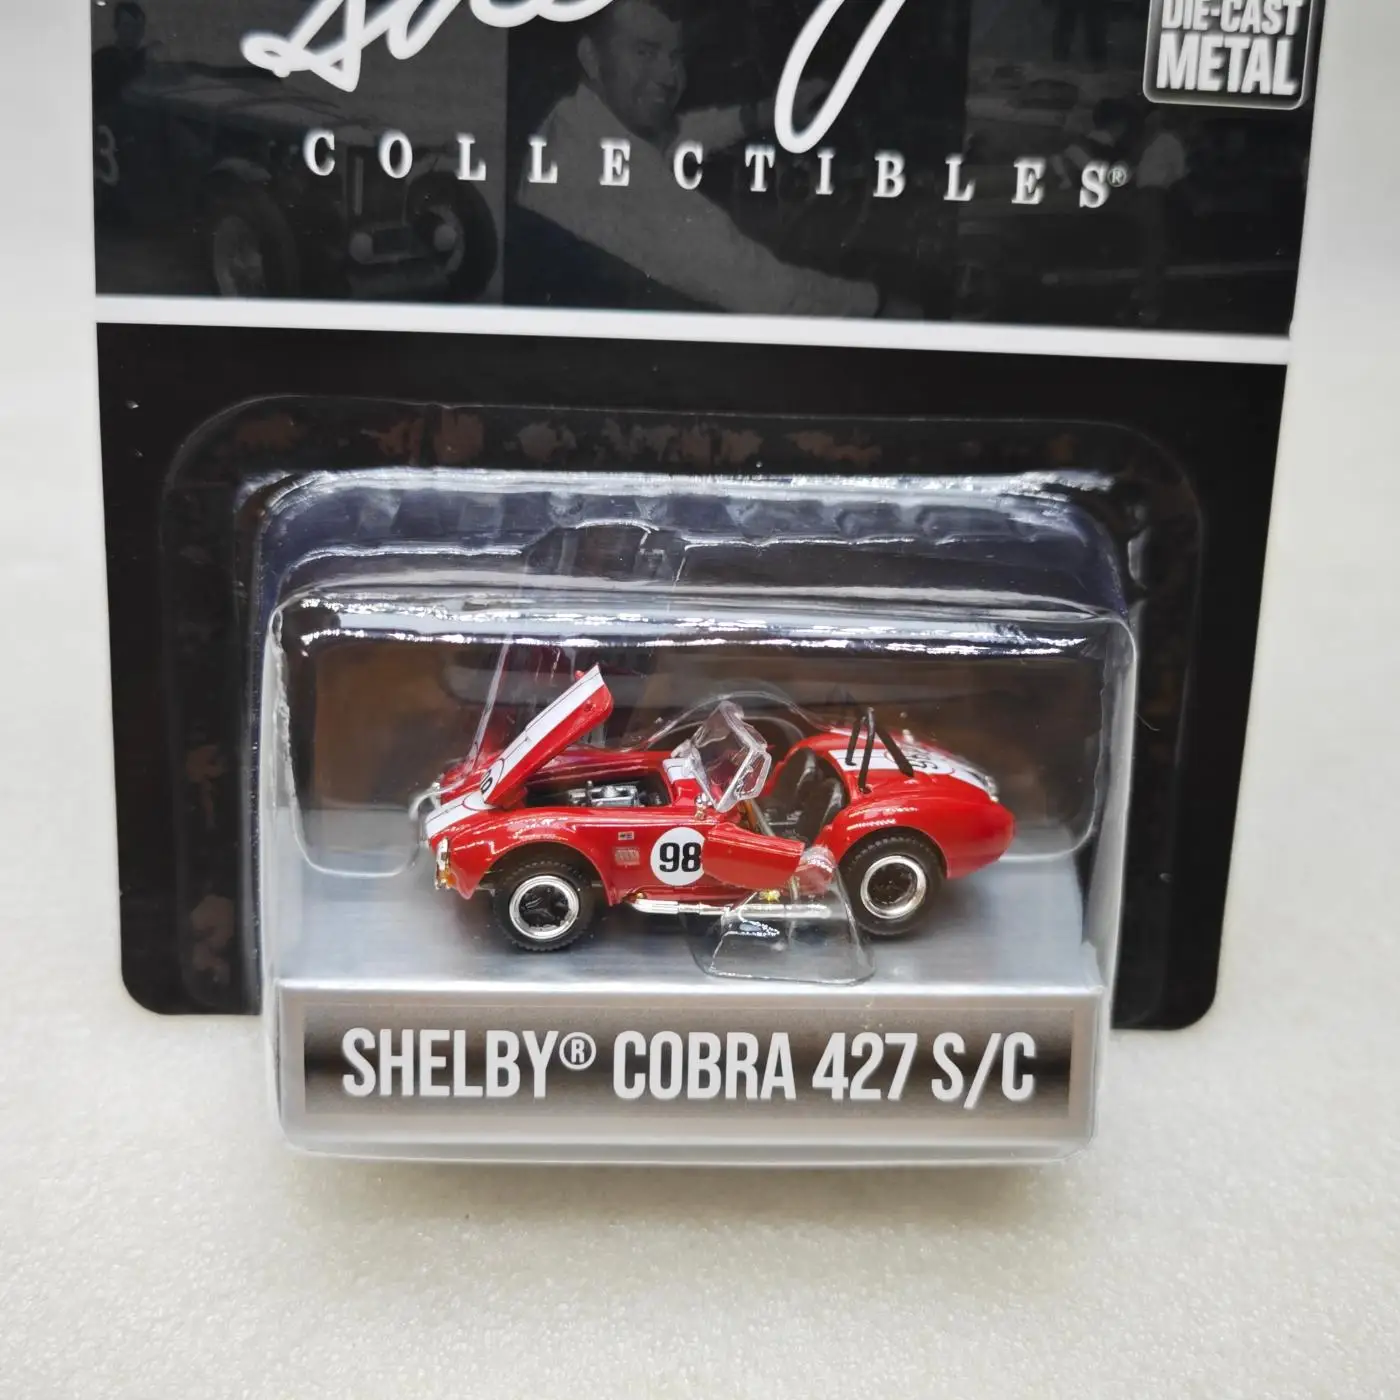 DIE-CAST
METAL
COLLECTIBLES®
98
SHELBY® COBRA 427 S/C